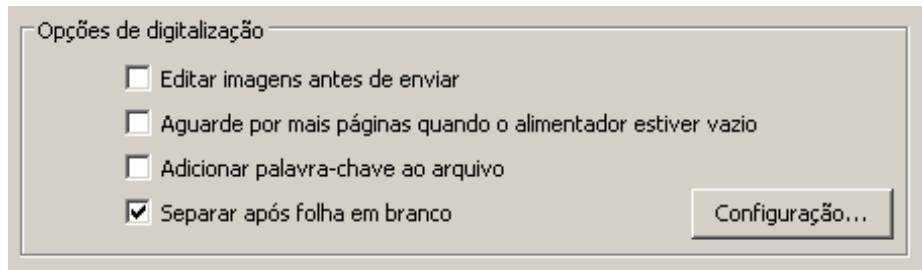 Opções de digitalização
Editar imagens antes de enviar
Aguarde por mais páginas quando o alimentador estiver vazio
Adicionar palavra-chave ao arquivo
Separar após folha em branco
Configuração...